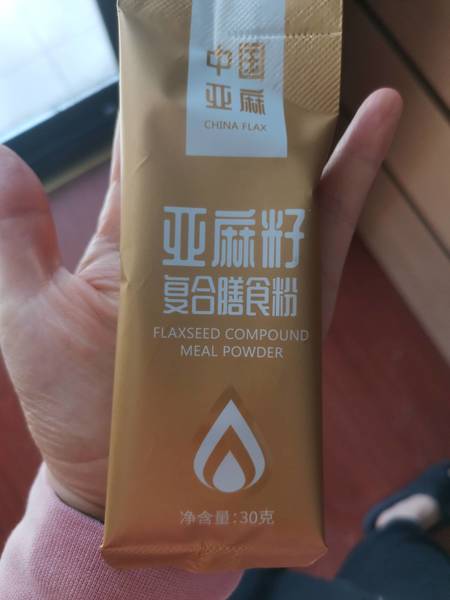 中国
亚麻
CHINA FLAX
亚麻籽
复合膳食粉
FLAXSEED COMPOUND
MEAL POWDER
净含量:30克